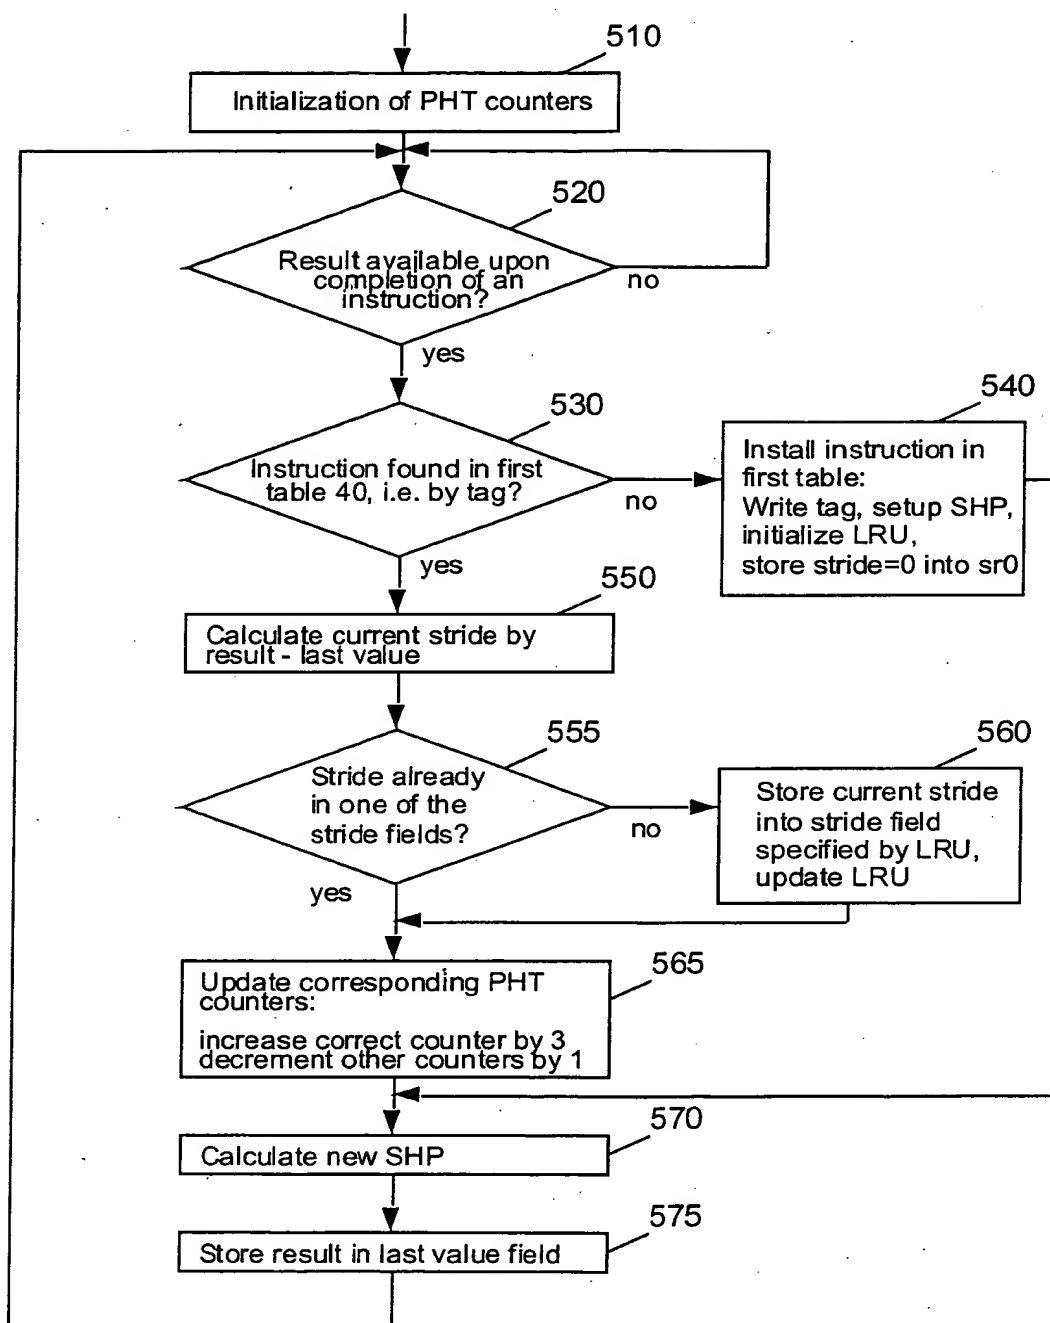 510
Initialization of PHT counters
520
Result available upon
completion of an
instruction?
no
yes
530
Instruction found in first
table 40, i.e. by tag?
no
yes
540
Install instruction in
first table:
Write tag, setup SHP,
initialize LRU,
store stride=0 into sr0
550
Calculate current stride by
result - last value
555
Stride already
in one of the
stride fields?
no
yes
560
Store current stride
into stride field
specified by LRU,
update LRU
565
Update corresponding PHT
counters:
increase correct counter by 3
decrement other counters by 1
570
Calculate new SHP
575
Store result in last value field